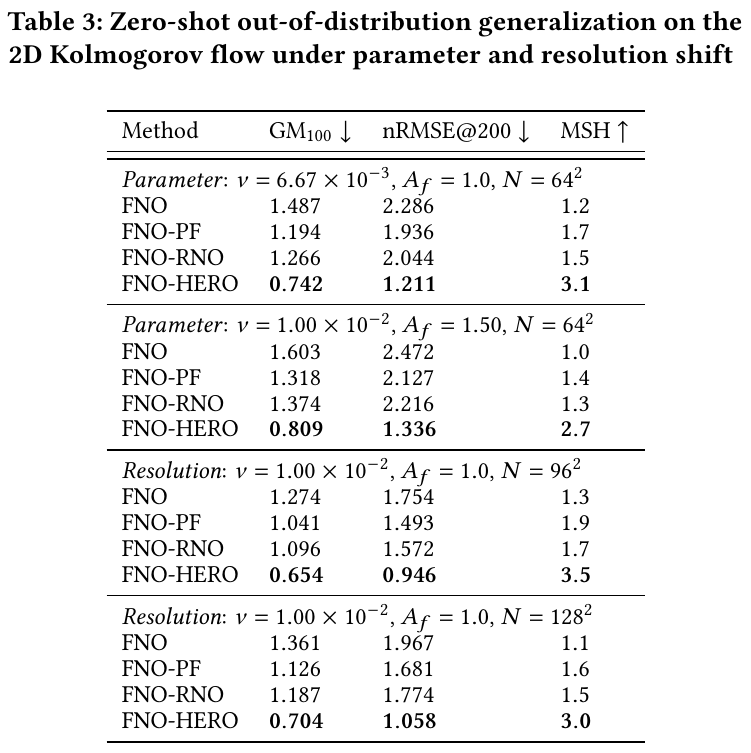 Table 3: Zero-shot out-of-distribution generalization on the
2D Kolmogorov flow under parameter and resolution shift
Method GM₁₀₀ ↓ nRMSE@200 ↓ MSH ↑
Parameter: ν = 6.67 × 10⁻³, A_f = 1.0, N = 64²
FNO 1.487 2.286 1.2
FNO-PF 1.194 1.936 1.7
FNO-RNO 1.266 2.044 1.5
FNO-HERO 0.742 1.211 3.1
Parameter: ν = 1.00 × 10⁻², A_f = 1.50, N = 64²
FNO 1.603 2.472 1.0
FNO-PF 1.318 2.127 1.4
FNO-RNO 1.374 2.216 1.3
FNO-HERO 0.809 1.336 2.7
Resolution: ν = 1.00 × 10⁻², A_f = 1.0, N = 96²
FNO 1.274 1.754 1.3
FNO-PF 1.041 1.493 1.9
FNO-RNO 1.096 1.572 1.7
FNO-HERO 0.654 0.946 3.5
Resolution: ν = 1.00 × 10⁻², A_f = 1.0, N = 128²
FNO 1.361 1.967 1.1
FNO-PF 1.126 1.681 1.6
FNO-RNO 1.187 1.774 1.5
FNO-HERO 0.704 1.058 3.0